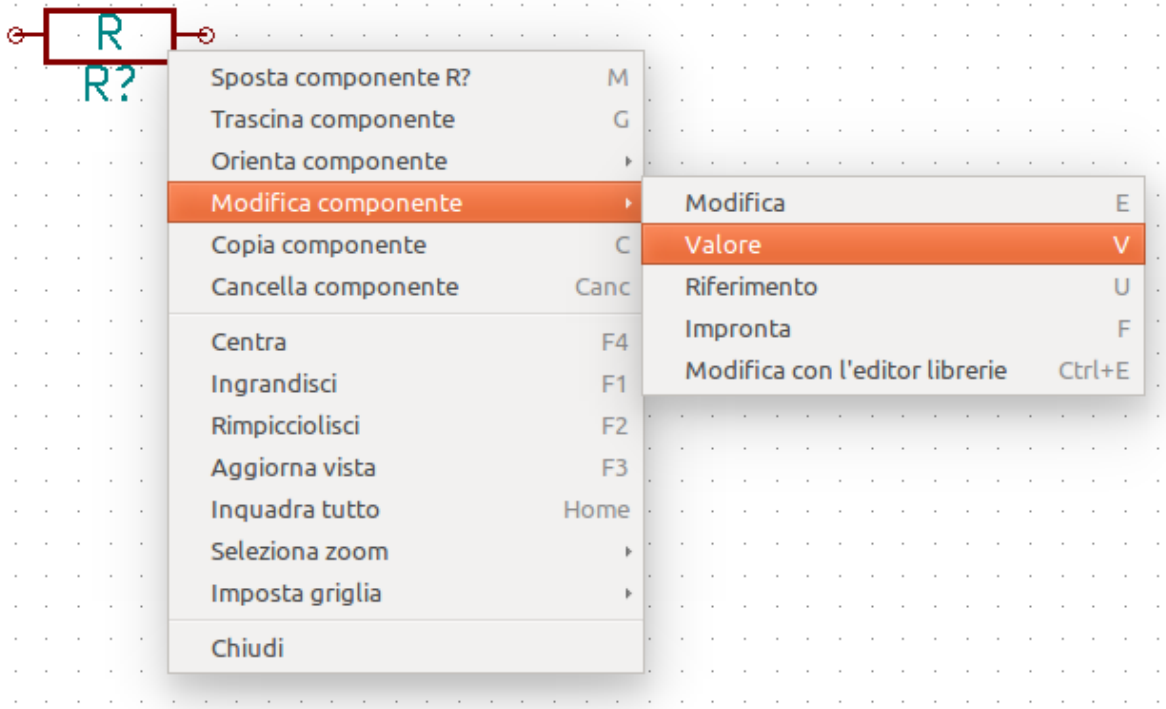 R
R?
Sposta componente R? M
Trascina componente G
Orienta componente
Modifica componente
Copia componente C
Cancella componente Canc
Centra F4
Ingrandisci F1
Rimpicciolisci F2
Aggiorna vista F3
Inquadra tutto Home
Seleziona zoom
Imposta griglia
Chiudi
Modifica E
Valore V
Riferimento U
Impronta F
Modifica con l'editor librerie Ctrl+E